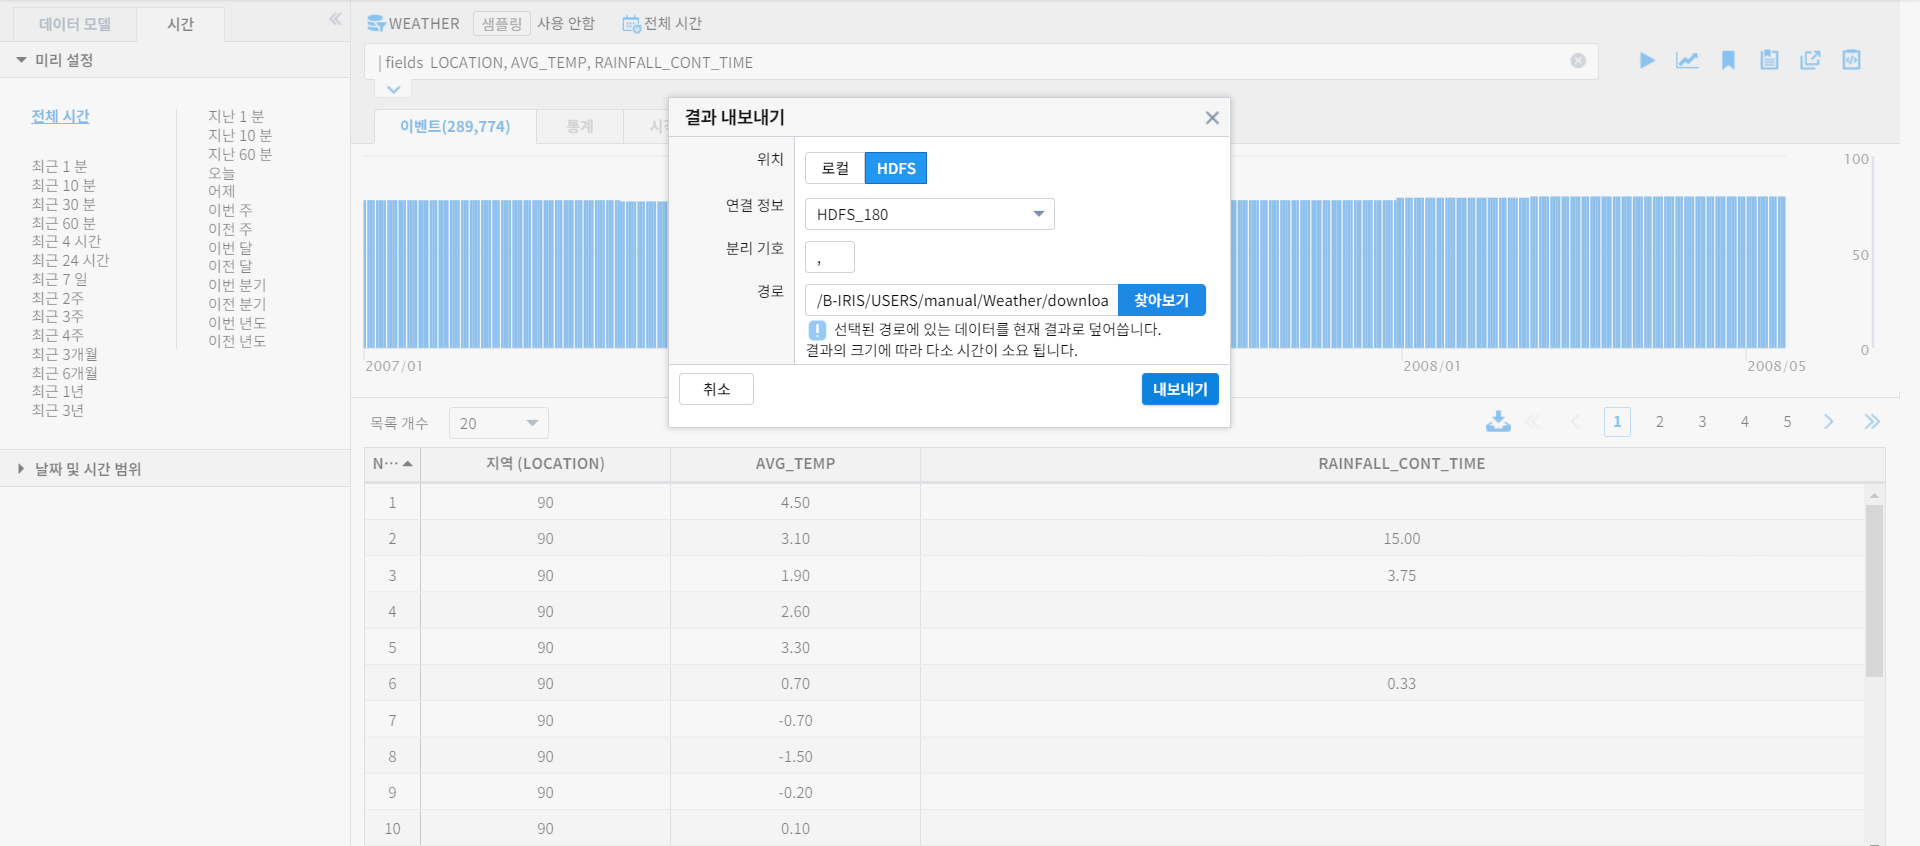 데이터 모델
시간
미리 설정
전체 시간
최근 1 분
최근 10 분
최근 30 분
최근 60 분
최근 4 시간
최근 24 시간
최근 7 일
최근 2주
최근 3주
최근 4주
최근 3개월
최근 6개월
최근 1년
최근 3년
지난 1 분
지난 10 분
지난 60 분
오늘
어제
이번 주
이전 주
이번 달
이전 달
이번 분기
이전 분기
이번 년도
이전 년도
날짜 및 시간 범위
WEATHER 샘플링 사용 안함 전체 시간
| fields LOCATION, AVG_TEMP, RAINFALL_CONT_TIME
이벤트(289,774) 통계
100
50
0
2007/01 2008/01 2008/05
결과 내보내기
위치 로컬 HDFS
연결 정보 HDFS_180
분리 기호 ,
경로 /B-IRIS/USERS/manual/Weather/downloa 찾아보기
! 선택된 경로에 있는 데이터를 현재 결과로 덮어씁니다.
결과의 크기에 따라 다소 시간이 소요 됩니다.
취소 내보내기
목록 개수 20 1 2 3 4 5
N··· 지역 (LOCATION) AVG_TEMP RAINFALL_CONT_TIME
1 90 4.50
2 90 3.10 15.00
3 90 1.90 3.75
4 90 2.60
5 90 3.30
6 90 0.70 0.33
7 90 -0.70
8 90 -1.50
9 90 -0.20
10 90 0.10